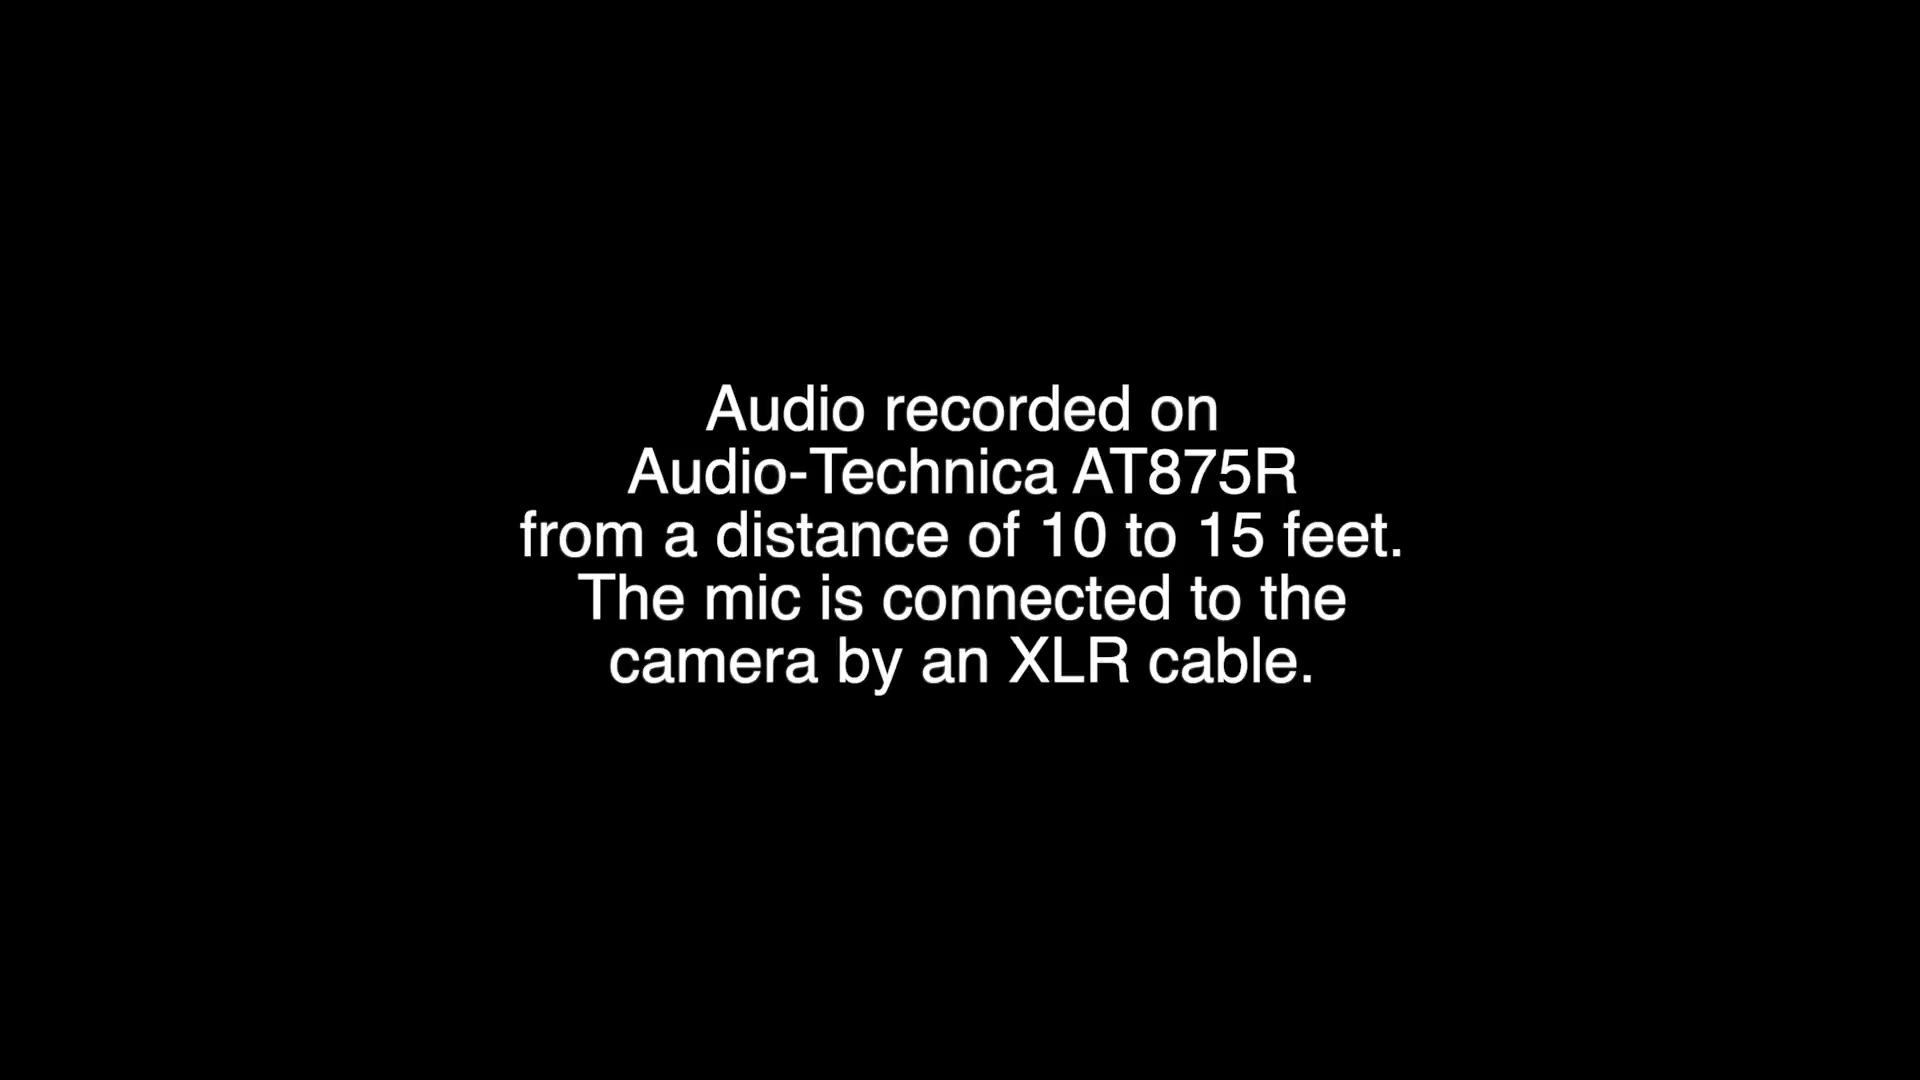 Audio recorded on
Audio-Technica AT875R
from a distance of 10 to 15 feet.
The mic is connected to the
camera by an XLR cable.